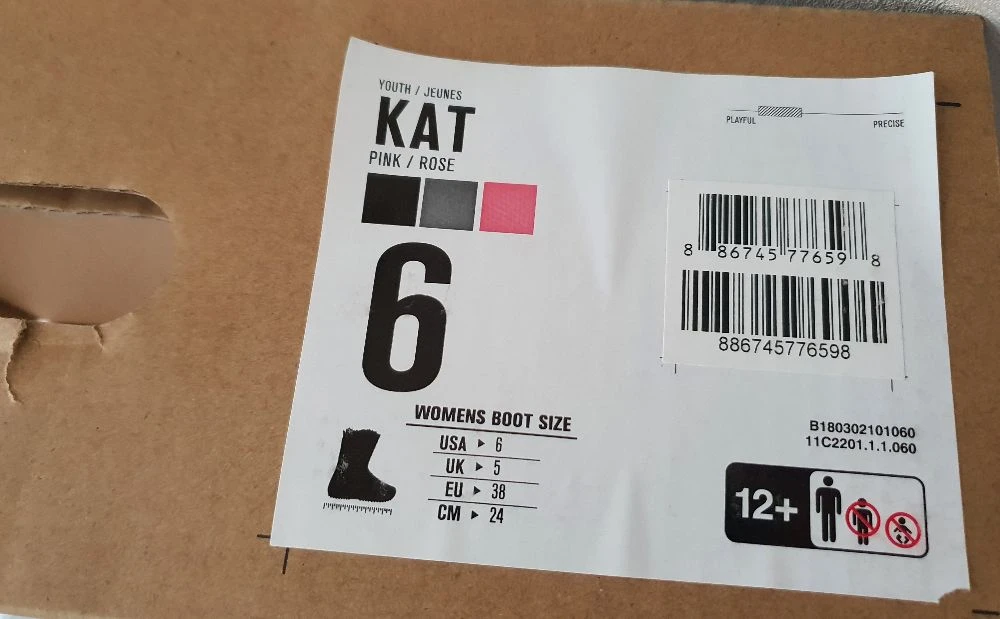 YOUTH / JEUNES
KAT
PINK / ROSE
6
WOMENS BOOT SIZE
USA ▸ 6
UK ▸ 5
EU ▸ 38
CM ▸ 24
PLAYFUL PRECISE
8 86745 77659 8
886745776598
B180302101060
11C2201.1.1.060
12+